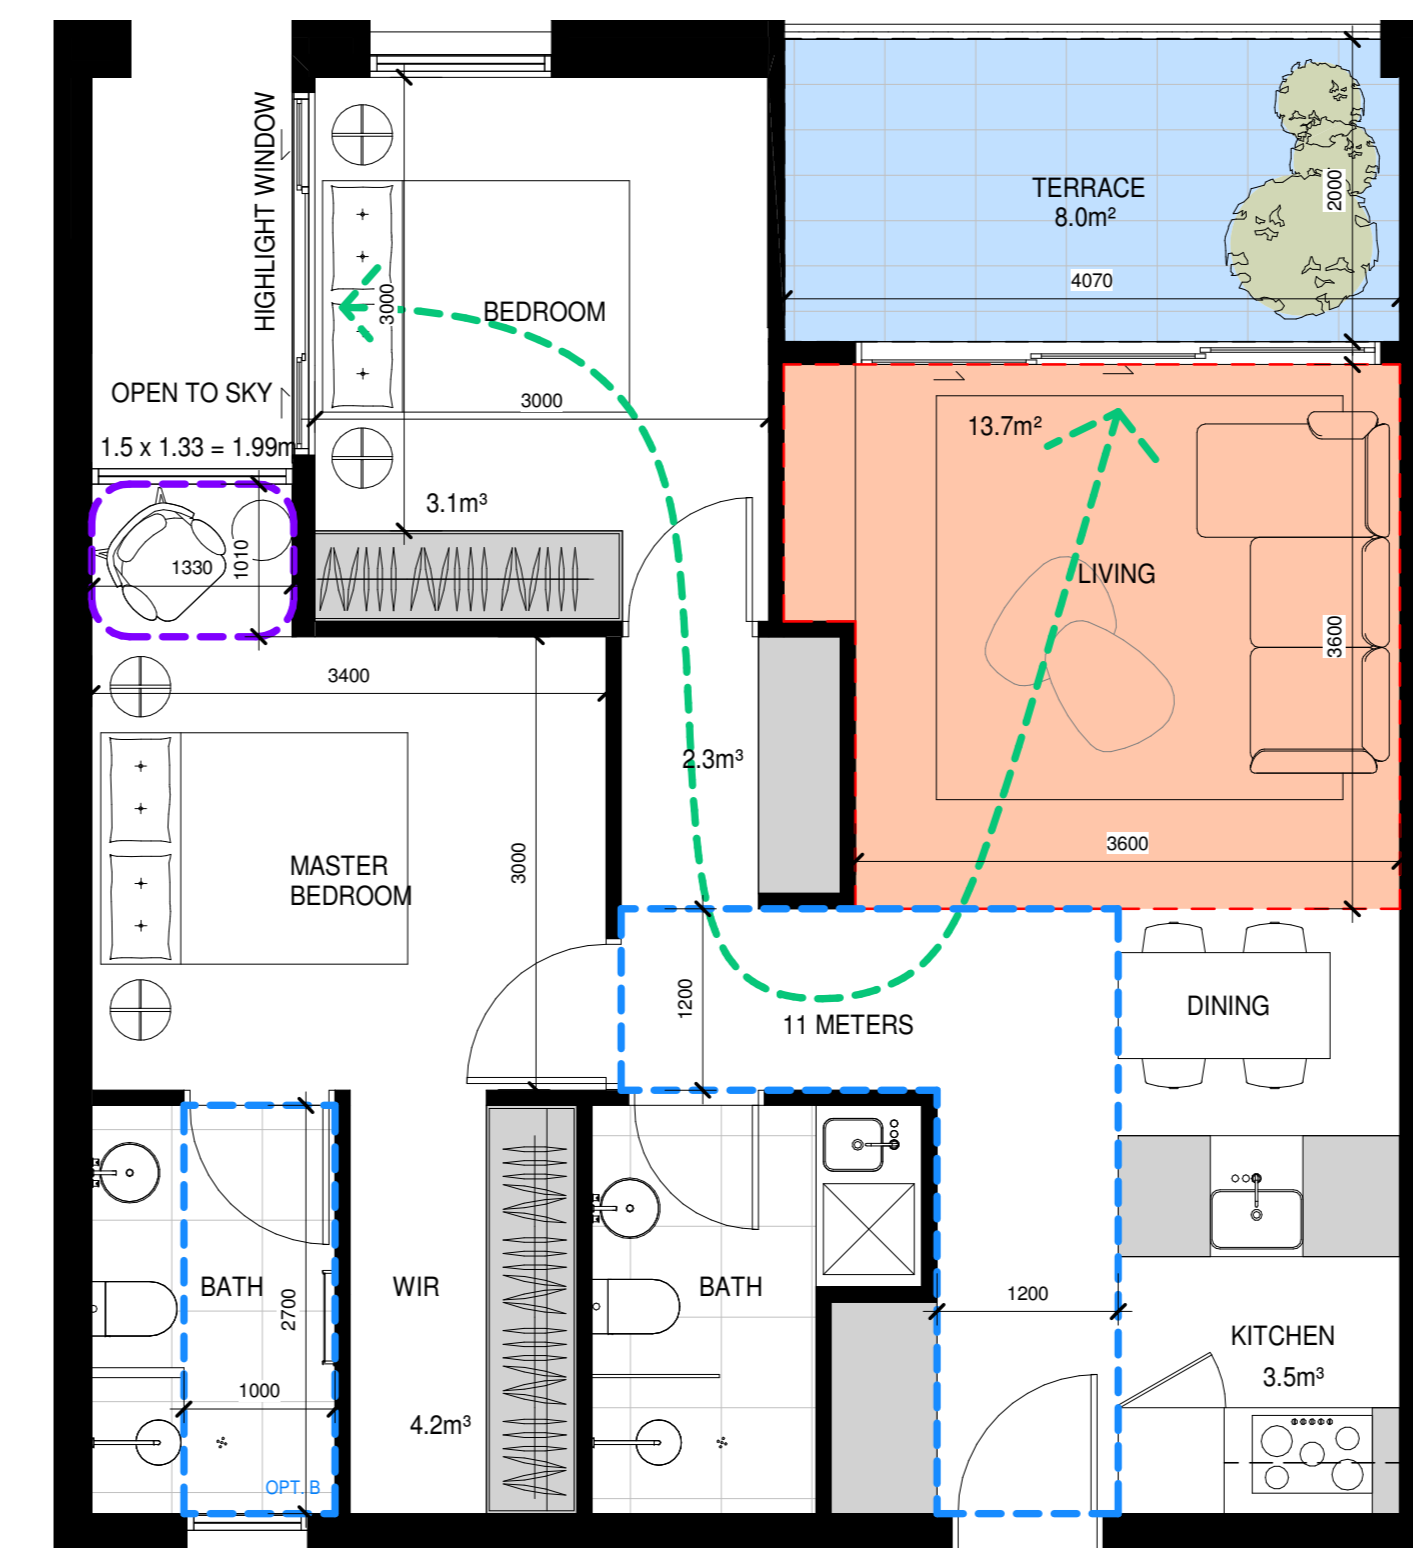 HIGHLIGHT WINDOW
TERRACE
8.0m²
2000
4070
3000
BEDROOM
OPEN TO SKY
3000
13.7m²
1.5 x 1.33 = 1.99m
3.1m³
1330
1010
LIVING
3600
3400
2.3m³
3600
MASTER
BEDROOM
3000
1200
11 METERS
DINING
BATH
2700
WIR
BATH
1200
KITCHEN
3.5m³
1000
4.2m³
OPT. B